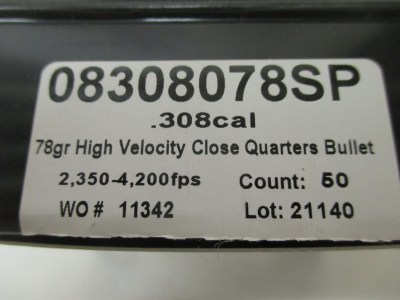 08308078SP
.308cal
78gr High Velocity Close Quarters Bullet
2,350-4,200fps Count: 50
WO# 11342 Lot: 21140